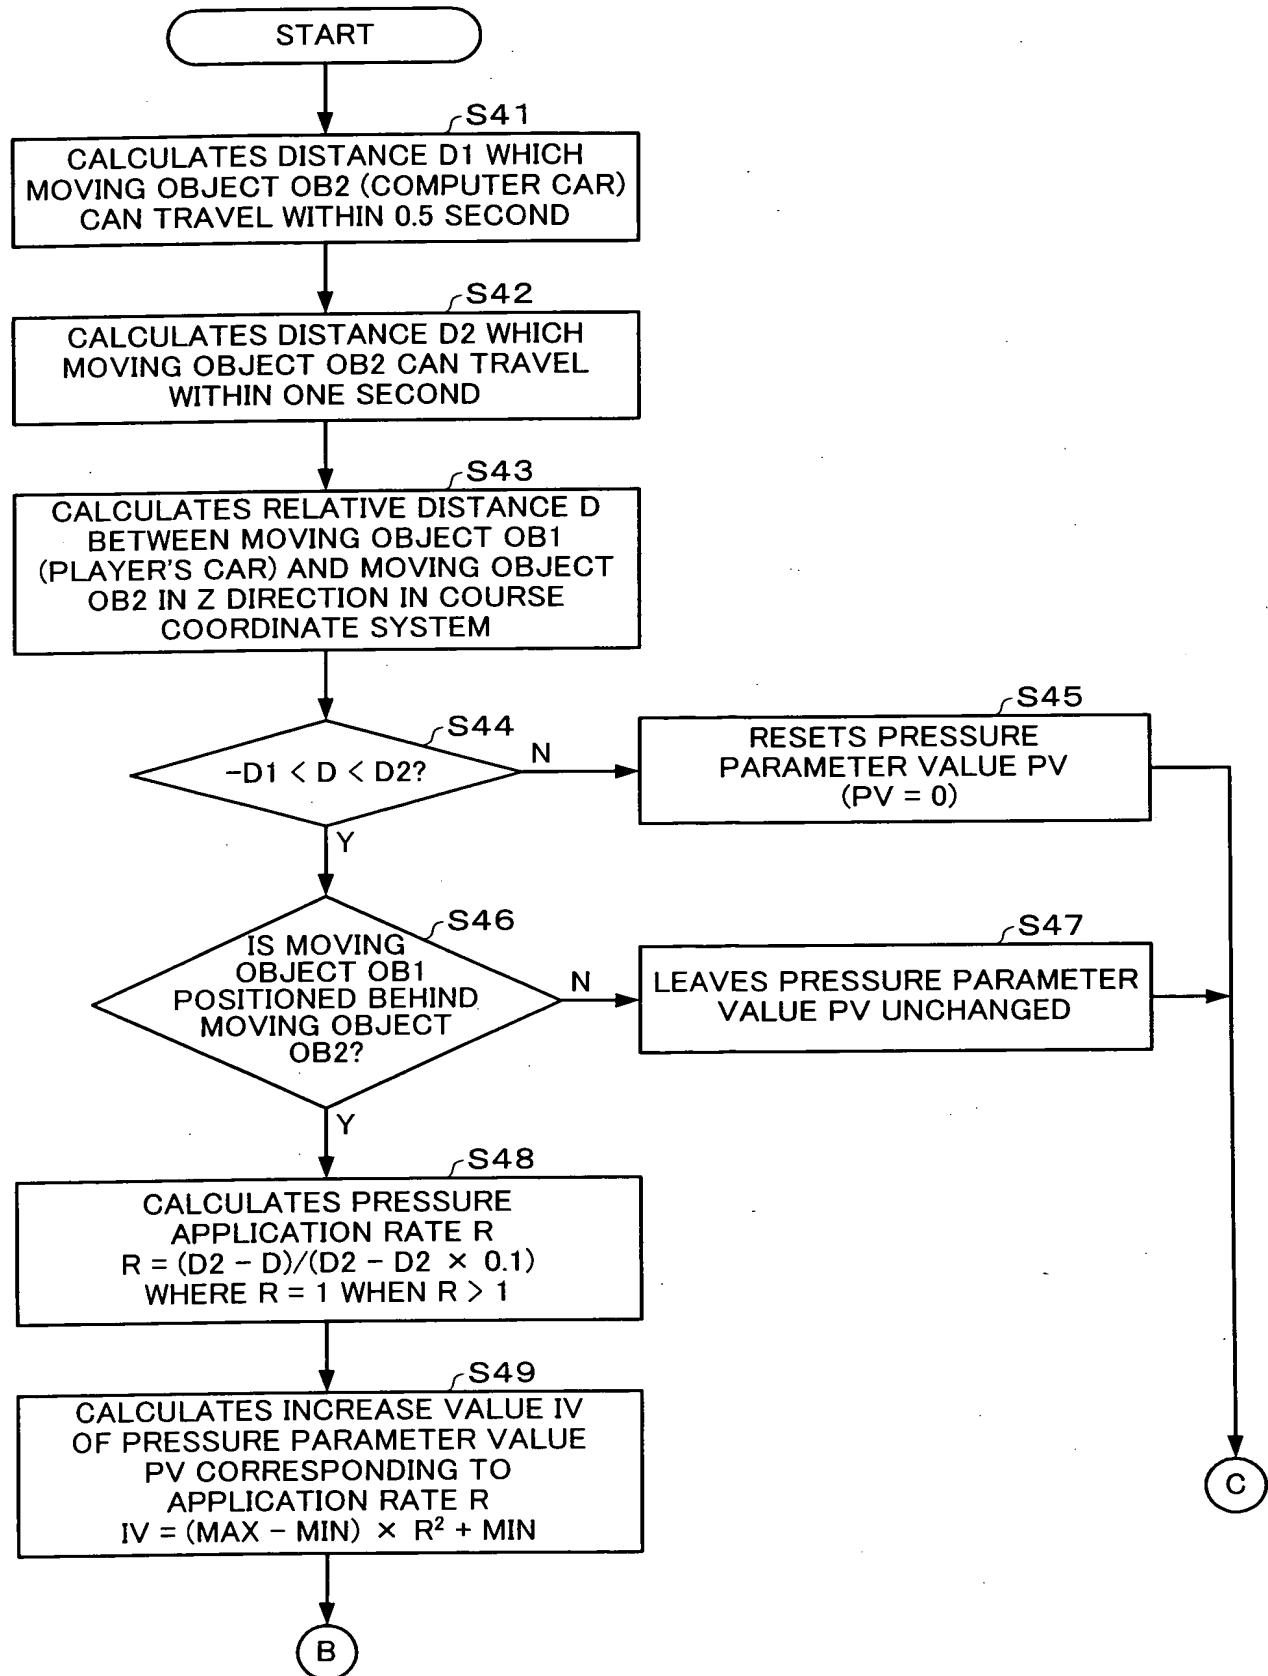 START
S41
CALCULATES DISTANCE D1 WHICH
MOVING OBJECT OB2 (COMPUTER CAR)
CAN TRAVEL WITHIN 0.5 SECOND
S42
CALCULATES DISTANCE D2 WHICH
MOVING OBJECT OB2 CAN TRAVEL
WITHIN ONE SECOND
S43
CALCULATES RELATIVE DISTANCE D
BETWEEN MOVING OBJECT OB1
(PLAYER'S CAR) AND MOVING OBJECT
OB2 IN Z DIRECTION IN COURSE
COORDINATE SYSTEM
S44
-D1 < D < D2?
N
Y
S45
RESETS PRESSURE
PARAMETER VALUE PV
(PV = 0)
S46
IS MOVING
OBJECT OB1
POSITIONED BEHIND
MOVING OBJECT
OB2?
N
Y
S47
LEAVES PRESSURE PARAMETER
VALUE PV UNCHANGED
S48
CALCULATES PRESSURE
APPLICATION RATE R
R = (D2 − D)/(D2 − D2 × 0.1)
WHERE R = 1 WHEN R > 1
S49
CALCULATES INCREASE VALUE IV
OF PRESSURE PARAMETER VALUE
PV CORRESPONDING TO
APPLICATION RATE R
IV = (MAX − MIN) × R² + MIN
C
B